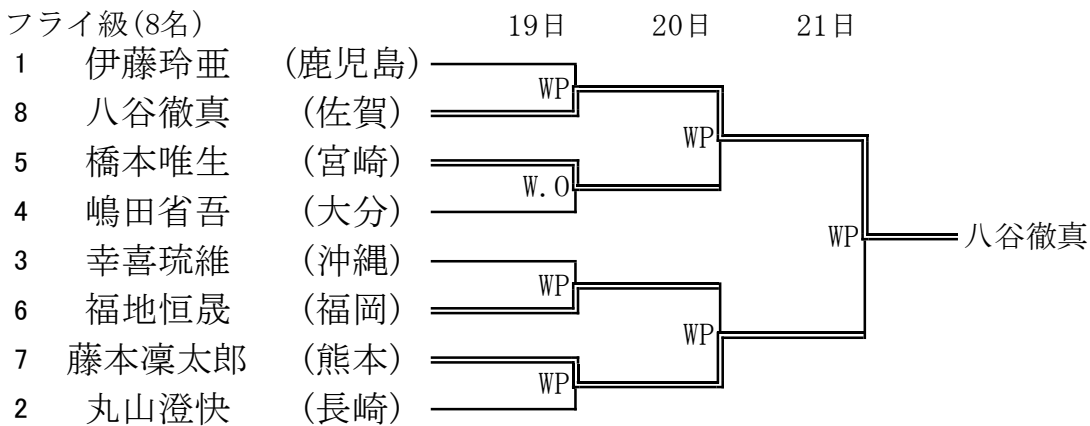 フライ級(8名) 19日 20日 21日
1 伊藤玲亜 (鹿児島)
WP
8 八谷徹真 (佐賀)
WP
5 橋本唯生 (宮崎)
W.O
4 嶋田省吾 (大分)
WP 八谷徹真
3 幸喜琉維 (沖縄)
WP
6 福地恒晟 (福岡)
WP
7 藤本凜太郎 (熊本)
WP
2 丸山澄快 (長崎)